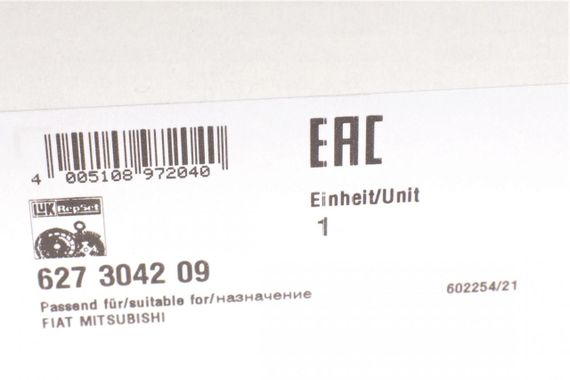 4 005108 972040
EAC
Einheit/Unit
1
LUK RepSet
627 3042 09
Passend für/suitable for/назначение
FIAT MITSUBISHI
602254/21